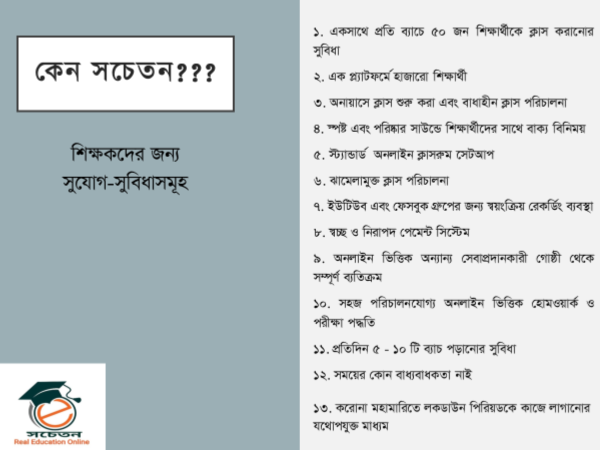 কেন সচেতন???
শিক্ষকদের জন্য
সুযোগ-সুবিধাসমূহ
সচেতন
Real Education Online
১. একসাথে প্রতি ব্যাচে ৫০ জন শিক্ষার্থীকে ক্লাস করানোর
সুবিধা
২. এক প্ল্যাটফর্মে হাজারো শিক্ষার্থী
৩. অনায়াসে ক্লাস শুরু করা এবং বাধাহীন ক্লাস পরিচালনা
৪. স্পষ্ট এবং পরিষ্কার সাউন্ডে শিক্ষার্থীদের সাথে বাক্য বিনিময়
৫. স্ট্যান্ডার্ড অনলাইন ক্লাসরুম সেটআপ
৬. ঝামেলামুক্ত ক্লাস পরিচালনা
৭. ইউটিউব এবং ফেসবুক গ্রুপের জন্য স্বয়ংক্রিয় রেকর্ডিং ব্যবস্থা
৮. স্বচ্ছ ও নিরাপদ পেমেন্ট সিস্টেম
৯. অনলাইন ভিত্তিক অন্যান্য সেবাপ্রদানকারী গোষ্ঠী থেকে
সম্পূর্ণ ব্যতিক্রম
১০. সহজ পরিচালনযোগ্য অনলাইন ভিত্তিক হোমওয়ার্ক ও
পরীক্ষা পদ্ধতি
১১. প্রতিদিন ৫ - ১০ টি ব্যাচ পড়ানোর সুবিধা
১২. সময়ের কোন বাধ্যবাধকতা নাই
১৩. করোনা মহামারিতে লকডাউন পিরিয়ডকে কাজে লাগানোর
যথোপযুক্ত মাধ্যম